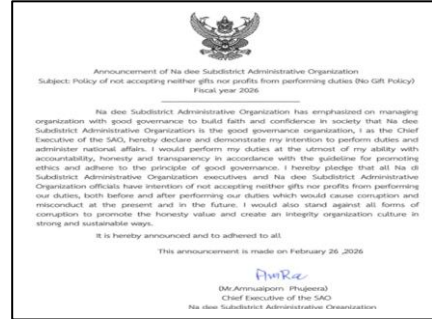 Announcement of Na dee Subdistrict Administrative Organization
Subject: Policy of not accepting neither gifts nor profits from performing duties (No Gift Policy)
Fiscal year 2026
Na dee Subdistrict Administrative Organization has emphasized on managing
organization with good governance to build faith and confidence in society that Na dee
Subdistrict Administrative Organization is the good governance organization, I as the Chief
Executive of the SAO, hereby declare and demonstrate my intention to perform duties and
administer national affairs. I would perform my duties at the utmost of my ability with
accountability, honesty and transparency in accordance with the guideline for promoting
ethics and adhere to the principle of good governance. I hereby pledge that all Na di
Subdistrict Administrative Organization executives and Na dee Subdistrict Administrative
Organization officials have intention of not accepting neither gifts nor profits from performing
our duties, both before and after performing our duties which would cause corruption and
misconduct at the present and in the future. I would also stand against all forms of
corruption to promote the honesty value and create an integrity organization culture in
strong and sustainable ways.
It is hereby announced and to adhered to all
This announcement is made on February 26 ,2026
(Mr.Amnuaiporn Phujeera)
Chief Executive of the SAO
Na dee Subdistrict Administrative Organization